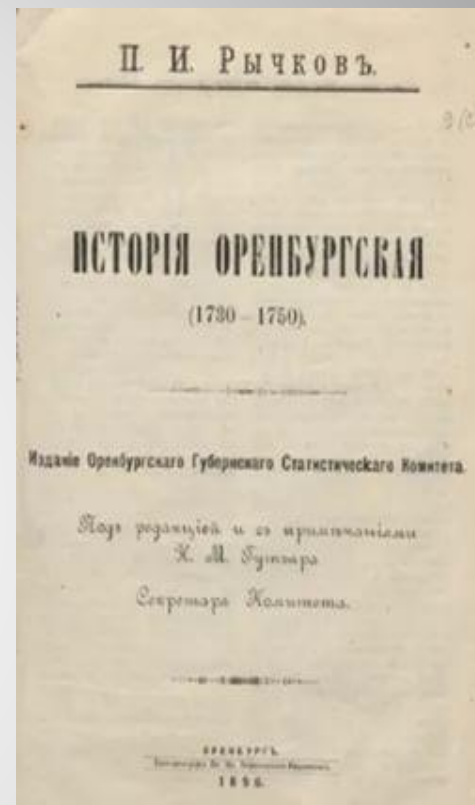 П. И. Рычковъ.
ИСТОРІЯ ОРЕНБУРГСКАЯ
(1730—1750).
Изданіе Оренбургскаго Губернскаго Статистическаго Комитета.
Подъ редакціей и съ примѣчаніями
Н. М. Гутьяра
Секретаря Комитета.
ОРЕНБУРГЪ.
1896.